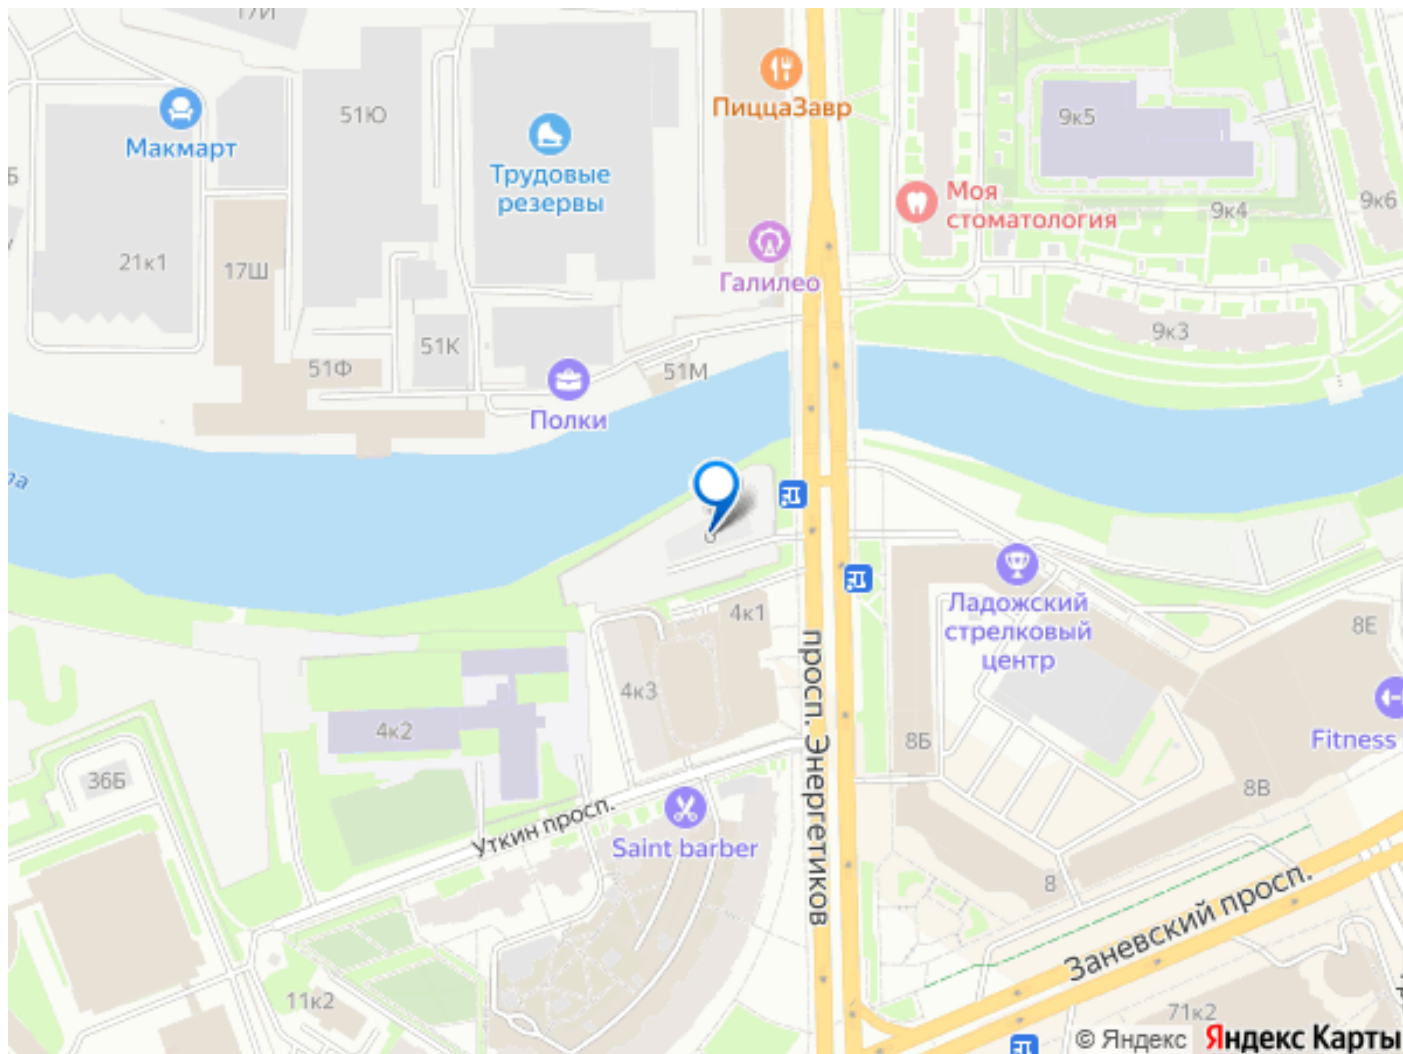 17И
51Ю
ПиццаЗавр
9к5
Макмарт
Трудовые
резервы
Моя
стоматология
9к4
9к6
21к1
17Ш
Галилео
51К
9к3
51Ф
51М
Полки
Ладожский
стрелковый
центр
4к1
8Е
4к3
4к2
просп. Энергетиков
8Б
Fitness
36Б
8В
Уткин просп.
Saint barber
8
Заневский просп.
11к2
71к2
© Яндекс Яндекс Карты